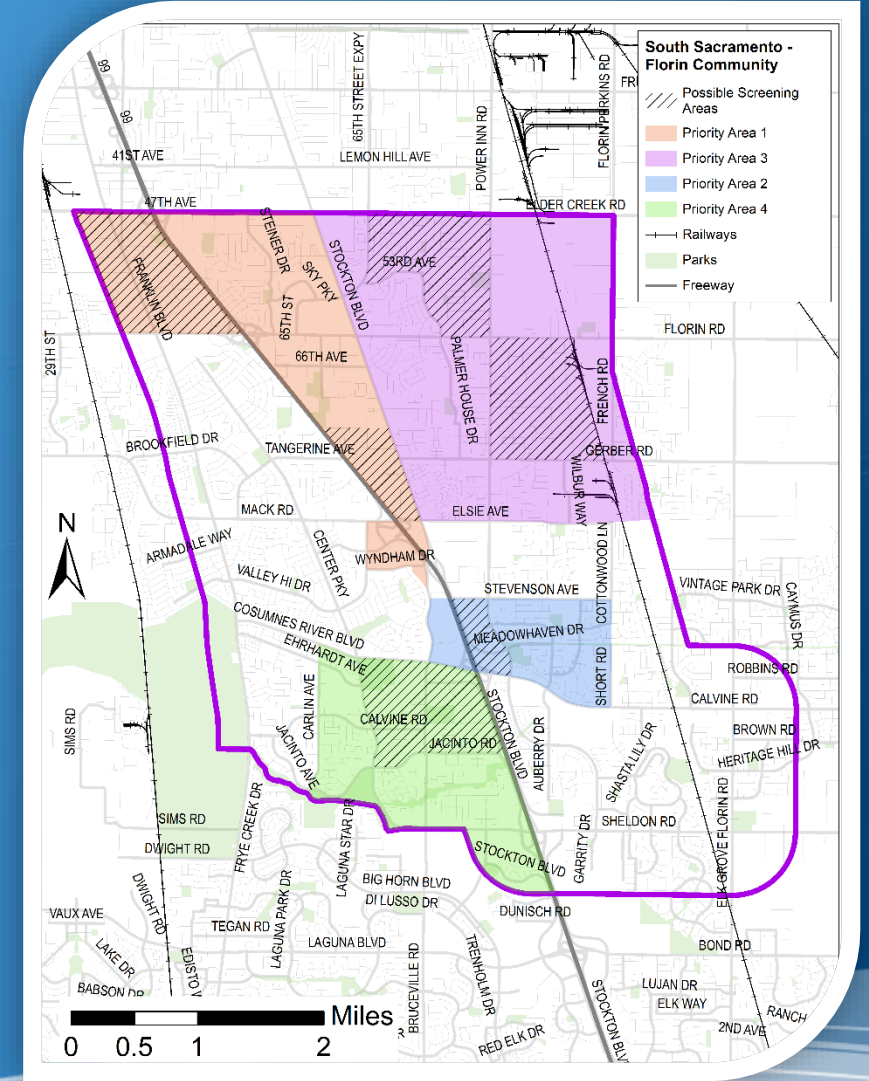 South Sacramento -
Florin Community
Possible Screening
Areas
Priority Area 1
Priority Area 3
Priority Area 2
Priority Area 4
Railways
Parks
Freeway
99
99
65TH STREET EXPY
POWER INN RD
FLORIN PERKINS RD
41ST AVE
LEMON HILL AVE
47TH AVE
ELDER CREEK RD
STEINER DR
SKY PKY
STOCKTON BLVD
53RD AVE
FRANKLIN BLVD
65TH ST
FLORIN RD
29TH ST
66TH AVE
PALMER HOUSE DR
FRENCH RD
BROOKFIELD DR
TANGERINE AVE
GERBER RD
WILBUR WAY
MACK RD
ELSIE AVE
N
ARMADALE WAY
CENTER PKY
WYNDHAM DR
COTTONWOOD LN
VALLEY HI DR
STEVENSON AVE
VINTAGE PARK DR
CAYMUS DR
COSUMNES RIVER BLVD
MEADOWHAVEN DR
EHRHARDT AVE
SHORT RD
ROBBINS RD
CARLIN AVE
STOCKTON BLVD
CALVINE RD
CALVINE RD
SIMS RD
JACINTO AVE
JACINTO RD
AUBERRY DR
SHASTA LILY DR
BROWN RD
HERITAGE HILL DR
SIMS RD
FRYE CREEK DR
LAGUNA STAR DR
SHELDON RD
ELK GROVE FLORIN RD
DWIGHT RD
STOCKTON BLVD
GARRITY DR
BIG HORN BLVD
DI LUSSO DR
DUNISCH RD
DWIGHT RD
LAGUNA PARK DR
VAUX AVE
TEGAN RD
LAGUNA BLVD
BOND RD
LAKE DR
EDISTO
BRUCEVILLE RD
TRENHOLM DR
BABSON DR
STOCKTON BLV
LUJAN DR
ELK WAY
RANCH
2ND AVE
RED ELK DR
Miles
0 0.5 1 2